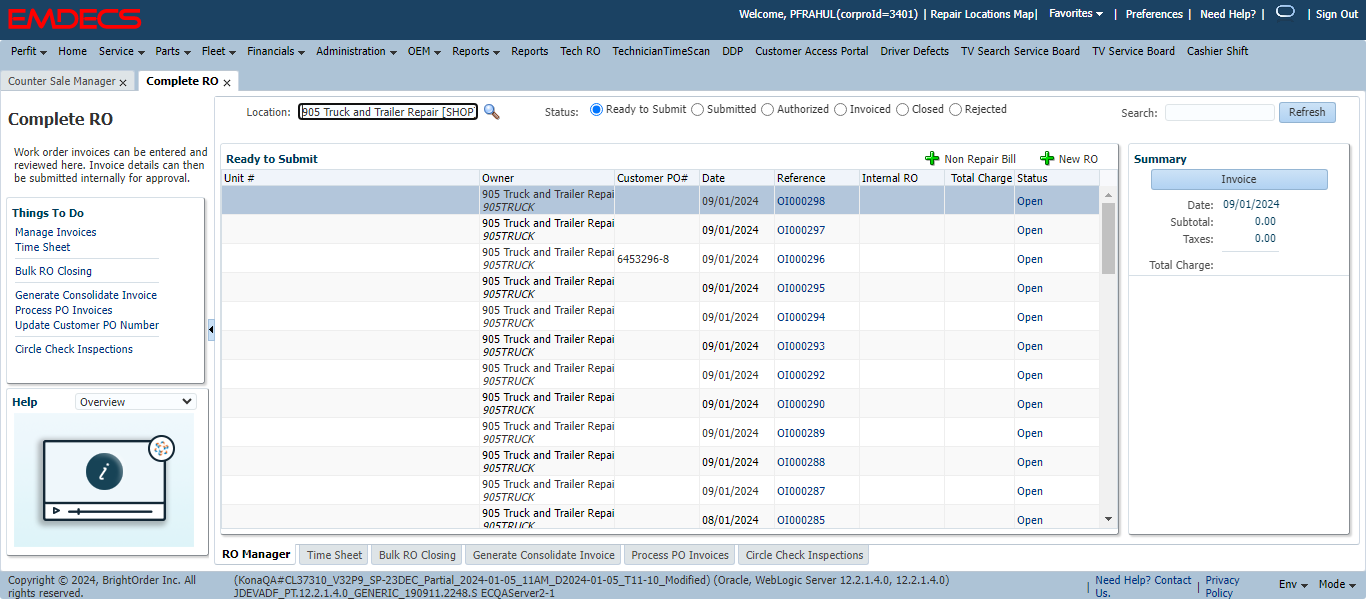 EMDECS
Welcome, PFRAHUL(corproId=3401) | Repair Locations Map| Favorites | Preferences | Need Help? | | Sign Out
Perfit Home Service Parts Fleet Financials Administration OEM Reports Reports Tech RO TechnicianTimeScan DDP Customer Access Portal Driver Defects TV Search Service Board TV Service Board Cashier Shift
Counter Sale Manager x Complete RO x
Complete RO
Work order invoices can be entered and
reviewed here. Invoice details can then
be submitted internally for approval.
Things To Do
Manage Invoices
Time Sheet
Bulk RO Closing
Generate Consolidate Invoice
Process PO Invoices
Update Customer PO Number
Circle Check Inspections
Help Overview
i
Location: 905 Truck and Trailer Repair [SHOP] Status: Ready to Submit Submitted Authorized Invoiced Closed Rejected Search: Refresh
Ready to Submit Non Repair Bill New RO
Unit # Owner Customer PO# Date Reference Internal RO Total Charge Status
905 Truck and Trailer Repai
905TRUCK 09/01/2024 OI000298 Open
905 Truck and Trailer Repai
905TRUCK 09/01/2024 OI000297 Open
905 Truck and Trailer Repai
905TRUCK 6453296-8 09/01/2024 OI000296 Open
905 Truck and Trailer Repai
905TRUCK 09/01/2024 OI000295 Open
905 Truck and Trailer Repai
905TRUCK 09/01/2024 OI000294 Open
905 Truck and Trailer Repai
905TRUCK 09/01/2024 OI000293 Open
905 Truck and Trailer Repai
905TRUCK 09/01/2024 OI000292 Open
905 Truck and Trailer Repai
905TRUCK 09/01/2024 OI000290 Open
905 Truck and Trailer Repai
905TRUCK 09/01/2024 OI000289 Open
905 Truck and Trailer Repai
905TRUCK 09/01/2024 OI000288 Open
905 Truck and Trailer Repai
905TRUCK 09/01/2024 OI000287 Open
905 Truck and Trailer Repai
905TRUCK 08/01/2024 OI000285 Open
Summary
Invoice
Date: 09/01/2024
Subtotal: 0.00
Taxes: 0.00
Total Charge:
RO Manager Time Sheet Bulk RO Closing Generate Consolidate Invoice Process PO Invoices Circle Check Inspections
Copyright © 2024, BrightOrder Inc. All
rights reserved.
(KonaQA#CL37310_V32P9_SP-23DEC_Partial_2024-01-05_11AM_D2024-01-05_T11-10_Modified) (Oracle, WebLogic Server 12.2.1.4.0, 12.2.1.4.0)
JDEVADF_PT.12.2.1.4.0_GENERIC_190911.2248.S ECQAServer2-1
| Need Help? Contact
Us.
| Privacy
Policy
Env Mode